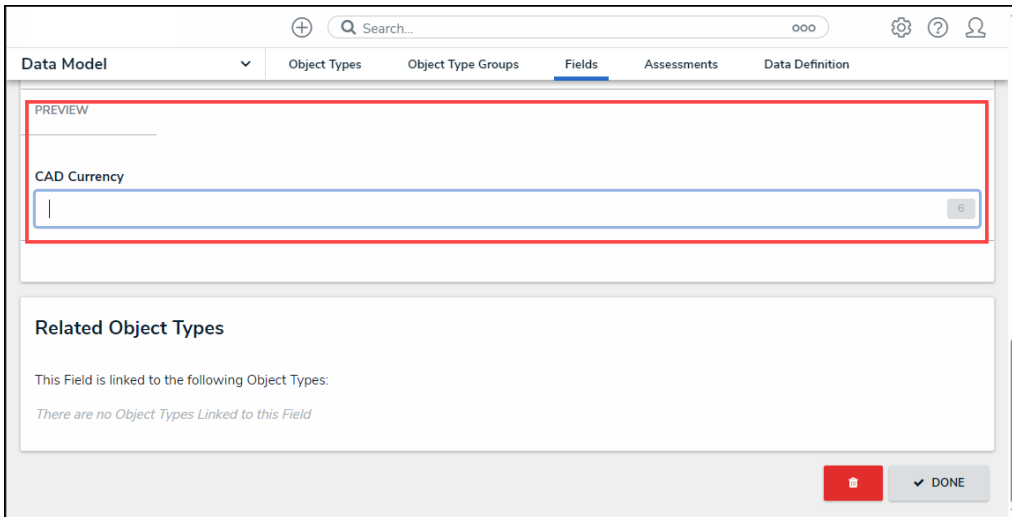 Search...
Data Model Object Types Object Type Groups Fields Assessments Data Definition
PREVIEW
CAD Currency
6
Related Object Types
This Field is linked to the following Object Types:
There are no Object Types Linked to this Field
DONE